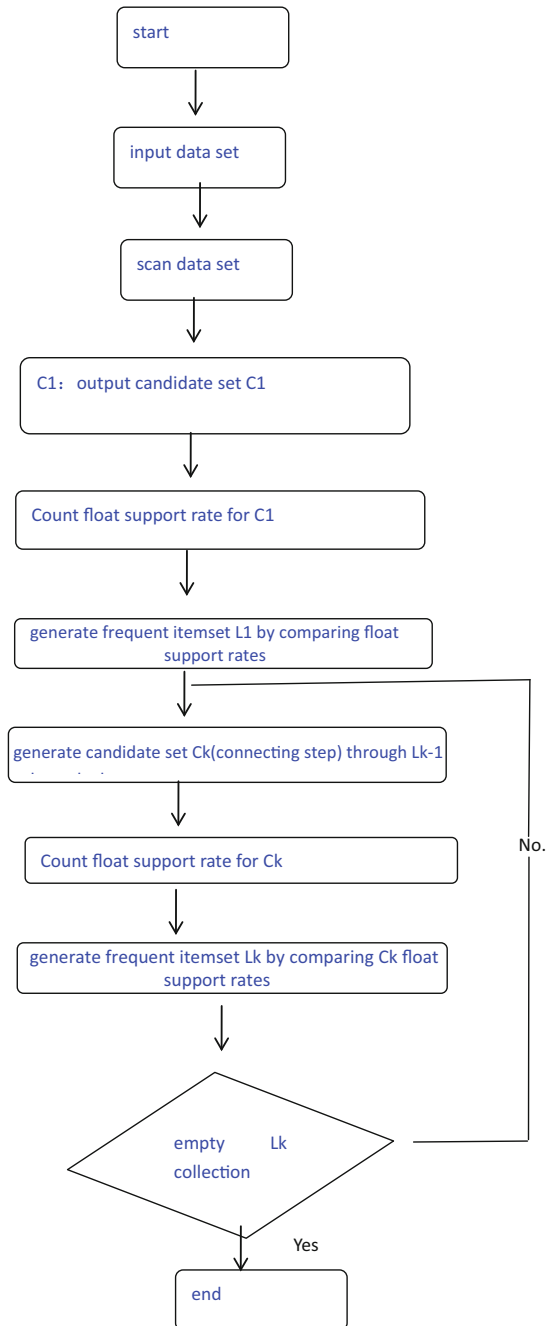 start
input data set
scan data set
C1：output candidate set C1
Count float support rate for C1
generate frequent itemset L1 by comparing float
support rates
generate candidate set Ck(connecting step) through Lk-1
Count float support rate for Ck
No.
generate frequent itemset Lk by comparing Ck float
support rates
empty Lk
collection
Yes
end